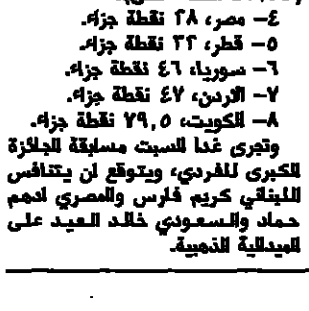 ٤– مصر، ٢٨ نقطة جزاء.
٥– قطر، ٣٢ نقطة جزاء.
٦– سوريا، ٤٦ نقطة جزاء.
٧– الاردن، ٤٧ نقطة جزاء.
٨– الكويت، ٧٩,٥ نقطة جزاء.
وتجرى غدا السبت مسابقة الجائزة
الكبرى للفردي، ويتوقع ان يتنافس
اللبناني كريم فارس والمصري ادهم
حماد والسعودي خالد العيد على
الميدالية الذهبية.